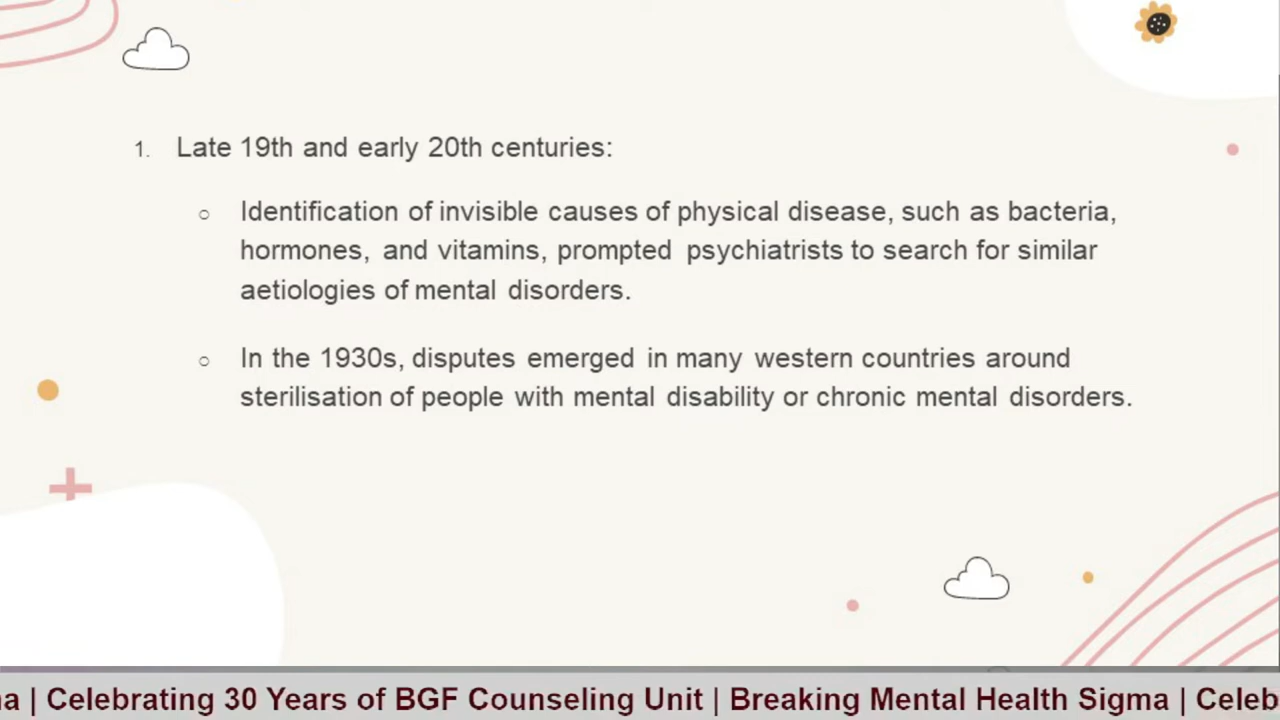 1. Late 19th and early 20th centuries:
○ Identification of invisible causes of physical disease, such as bacteria,
hormones, and vitamins, prompted psychiatrists to search for similar
aetiologies of mental disorders.
○ In the 1930s, disputes emerged in many western countries around
sterilisation of people with mental disability or chronic mental disorders.
a | Celebrating 30 Years of BGF Counseling Unit | Breaking Mental Health Sigma | Celeb